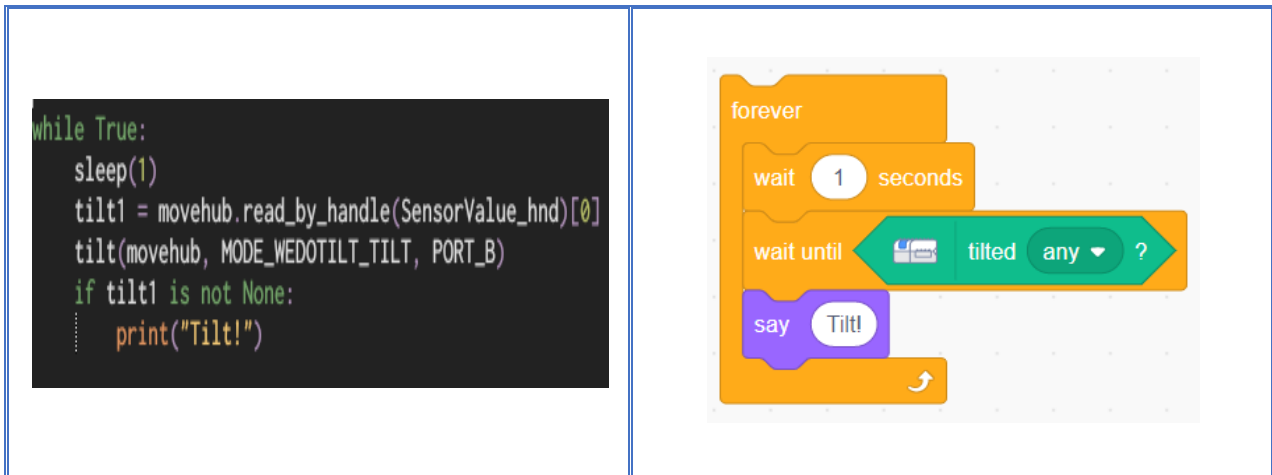 while True:
sleep(1)
tilt1 = movehub.read_by_handle(SensorValue_hnd)[0]
tilt(movehub, MODE_WEDOTILT_TILT, PORT_B)
if tilt1 is not None:
print("Tilt!")
forever
wait 1 seconds
wait until tilted any ?
say Tilt!